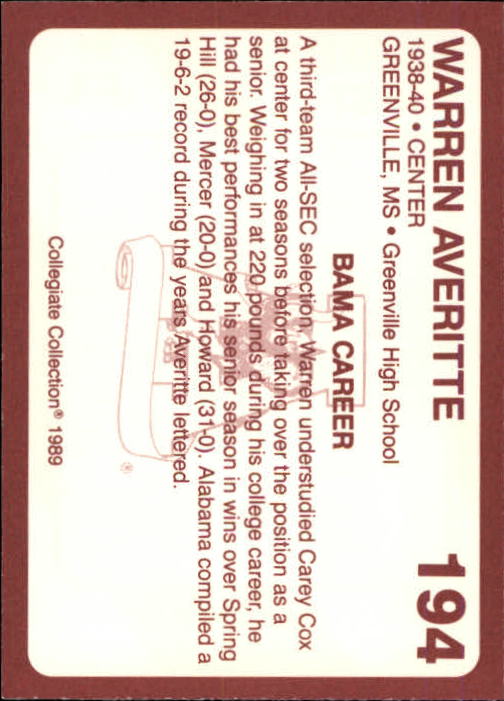 WARREN AVERITTE 194
1938-40 • CENTER
GREENVILLE, MS • Greenville High School
BAMA CAREER
A third-team All-SEC selection, Warren understudied Carey Cox
at center for two seasons before taking over the position as a
senior. Weighing in at 220 pounds during his college career, he
had his best performances his senior season in wins over Spring
Hill (26-0), Mercer (20-0) and Howard (31-0). Alabama compiled a
19-6-2 record during the years Averitte lettered.
®
Collegiate Collection® 1989